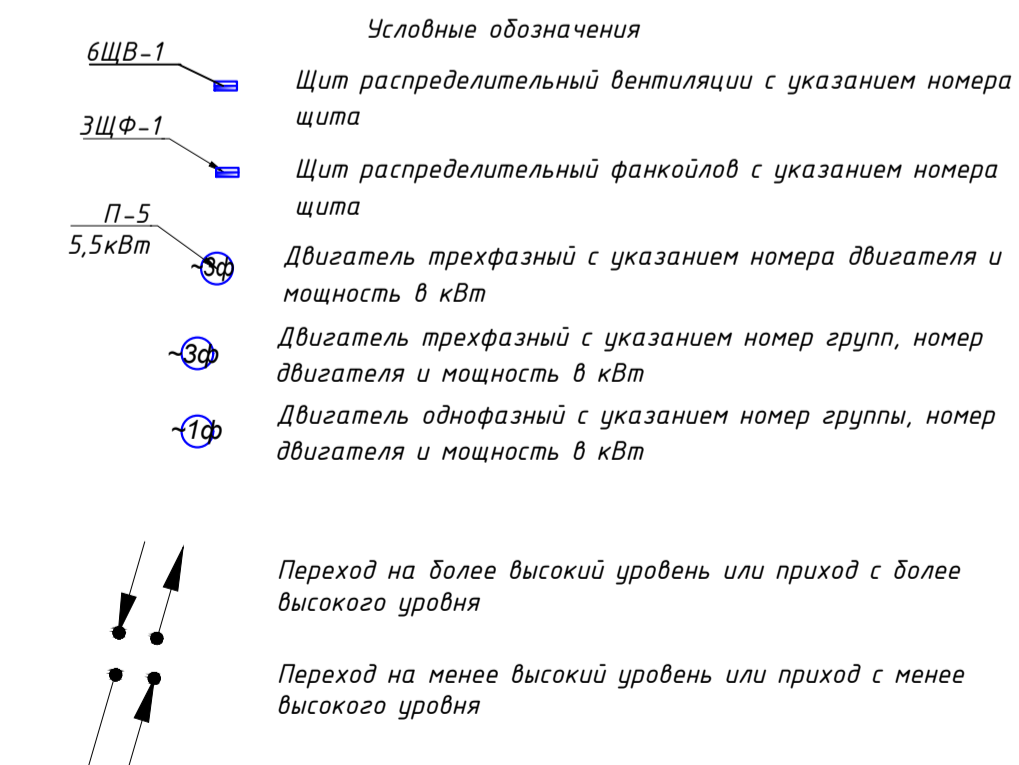 Условные обозначения
6ЩВ-1
Щит распределительный вентиляции с указанием номера
щита
3ЩФ-1
Щит распределительный фанкойлов с указанием номера
щита
П-5
5,5кВт
~3ф
Двигатель трехфазный с указанием номера двигателя и
мощность в кВт
~3ф
Двигатель трехфазный с указанием номер групп, номер
двигателя и мощность в кВт
~1ф
Двигатель однофазный с указанием номер группы, номер
двигателя и мощность в кВт
Переход на более высокий уровень или приход с более
высокого уровня
Переход на менее высокий уровень или приход с менее
высокого уровня